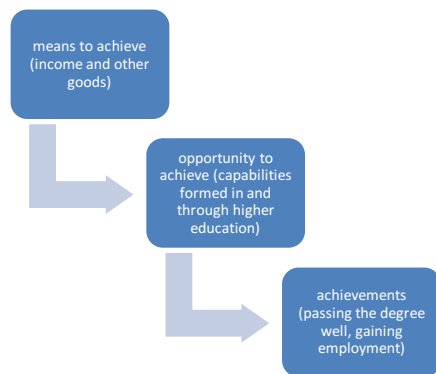 means to achieve
(income and other
goods)
opportunity to
achieve (capabilities
formed in and
through higher
education)
achievements
(passing the degree
well, gaining
employment)